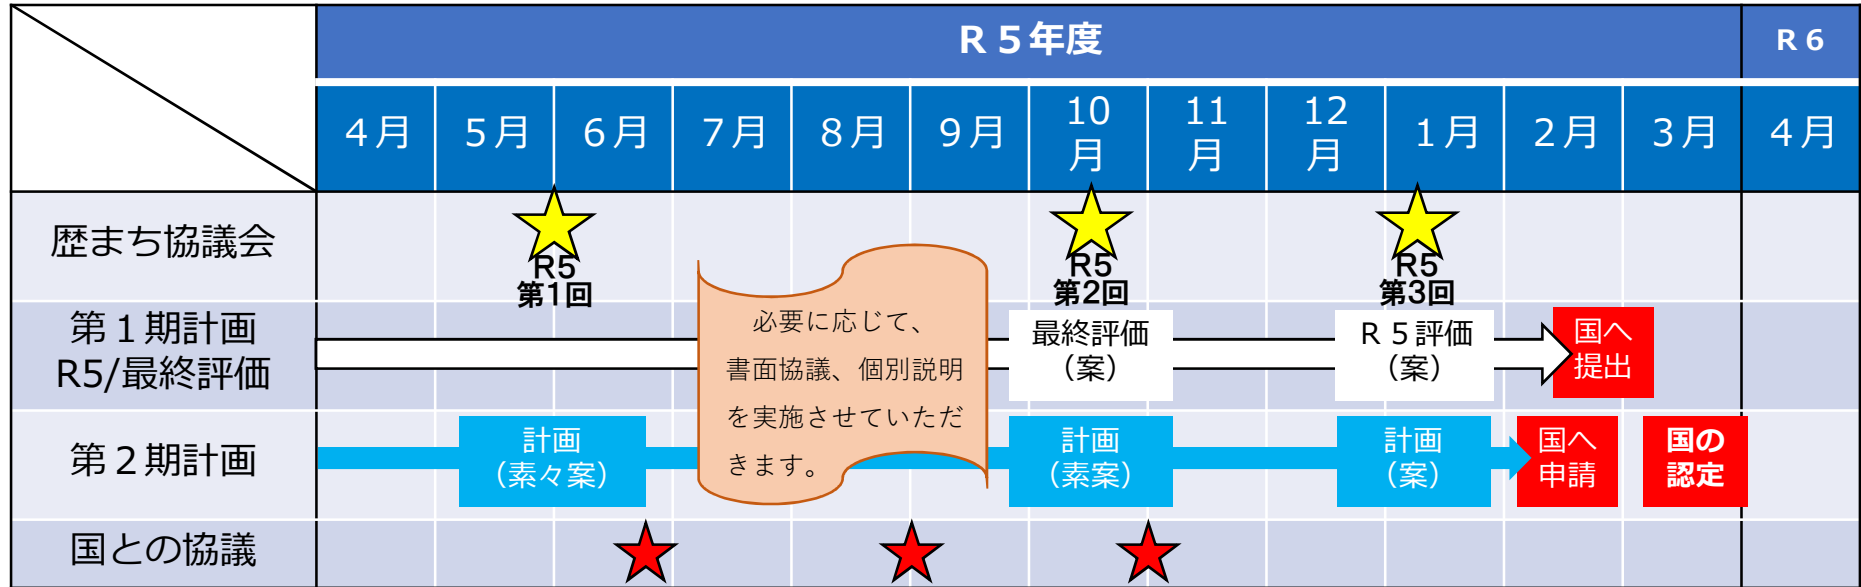 R５年度
R６
４月
５月
６月
７月
８月
９月
10
月
11
月
12
月
１月
２月
３月
４月
歴まち協議会
R5
第1回
R5
第2回
R5
第3回
第１期計画
R5/最終評価
必要に応じて、
書面協議、個別説明
を実施させていただ
きます。
最終評価
（案）
R５評価
（案）
国へ
提出
第２期計画
計画
（素々案）
計画
（素案）
計画
（案）
国へ
申請
国の
認定
国との協議